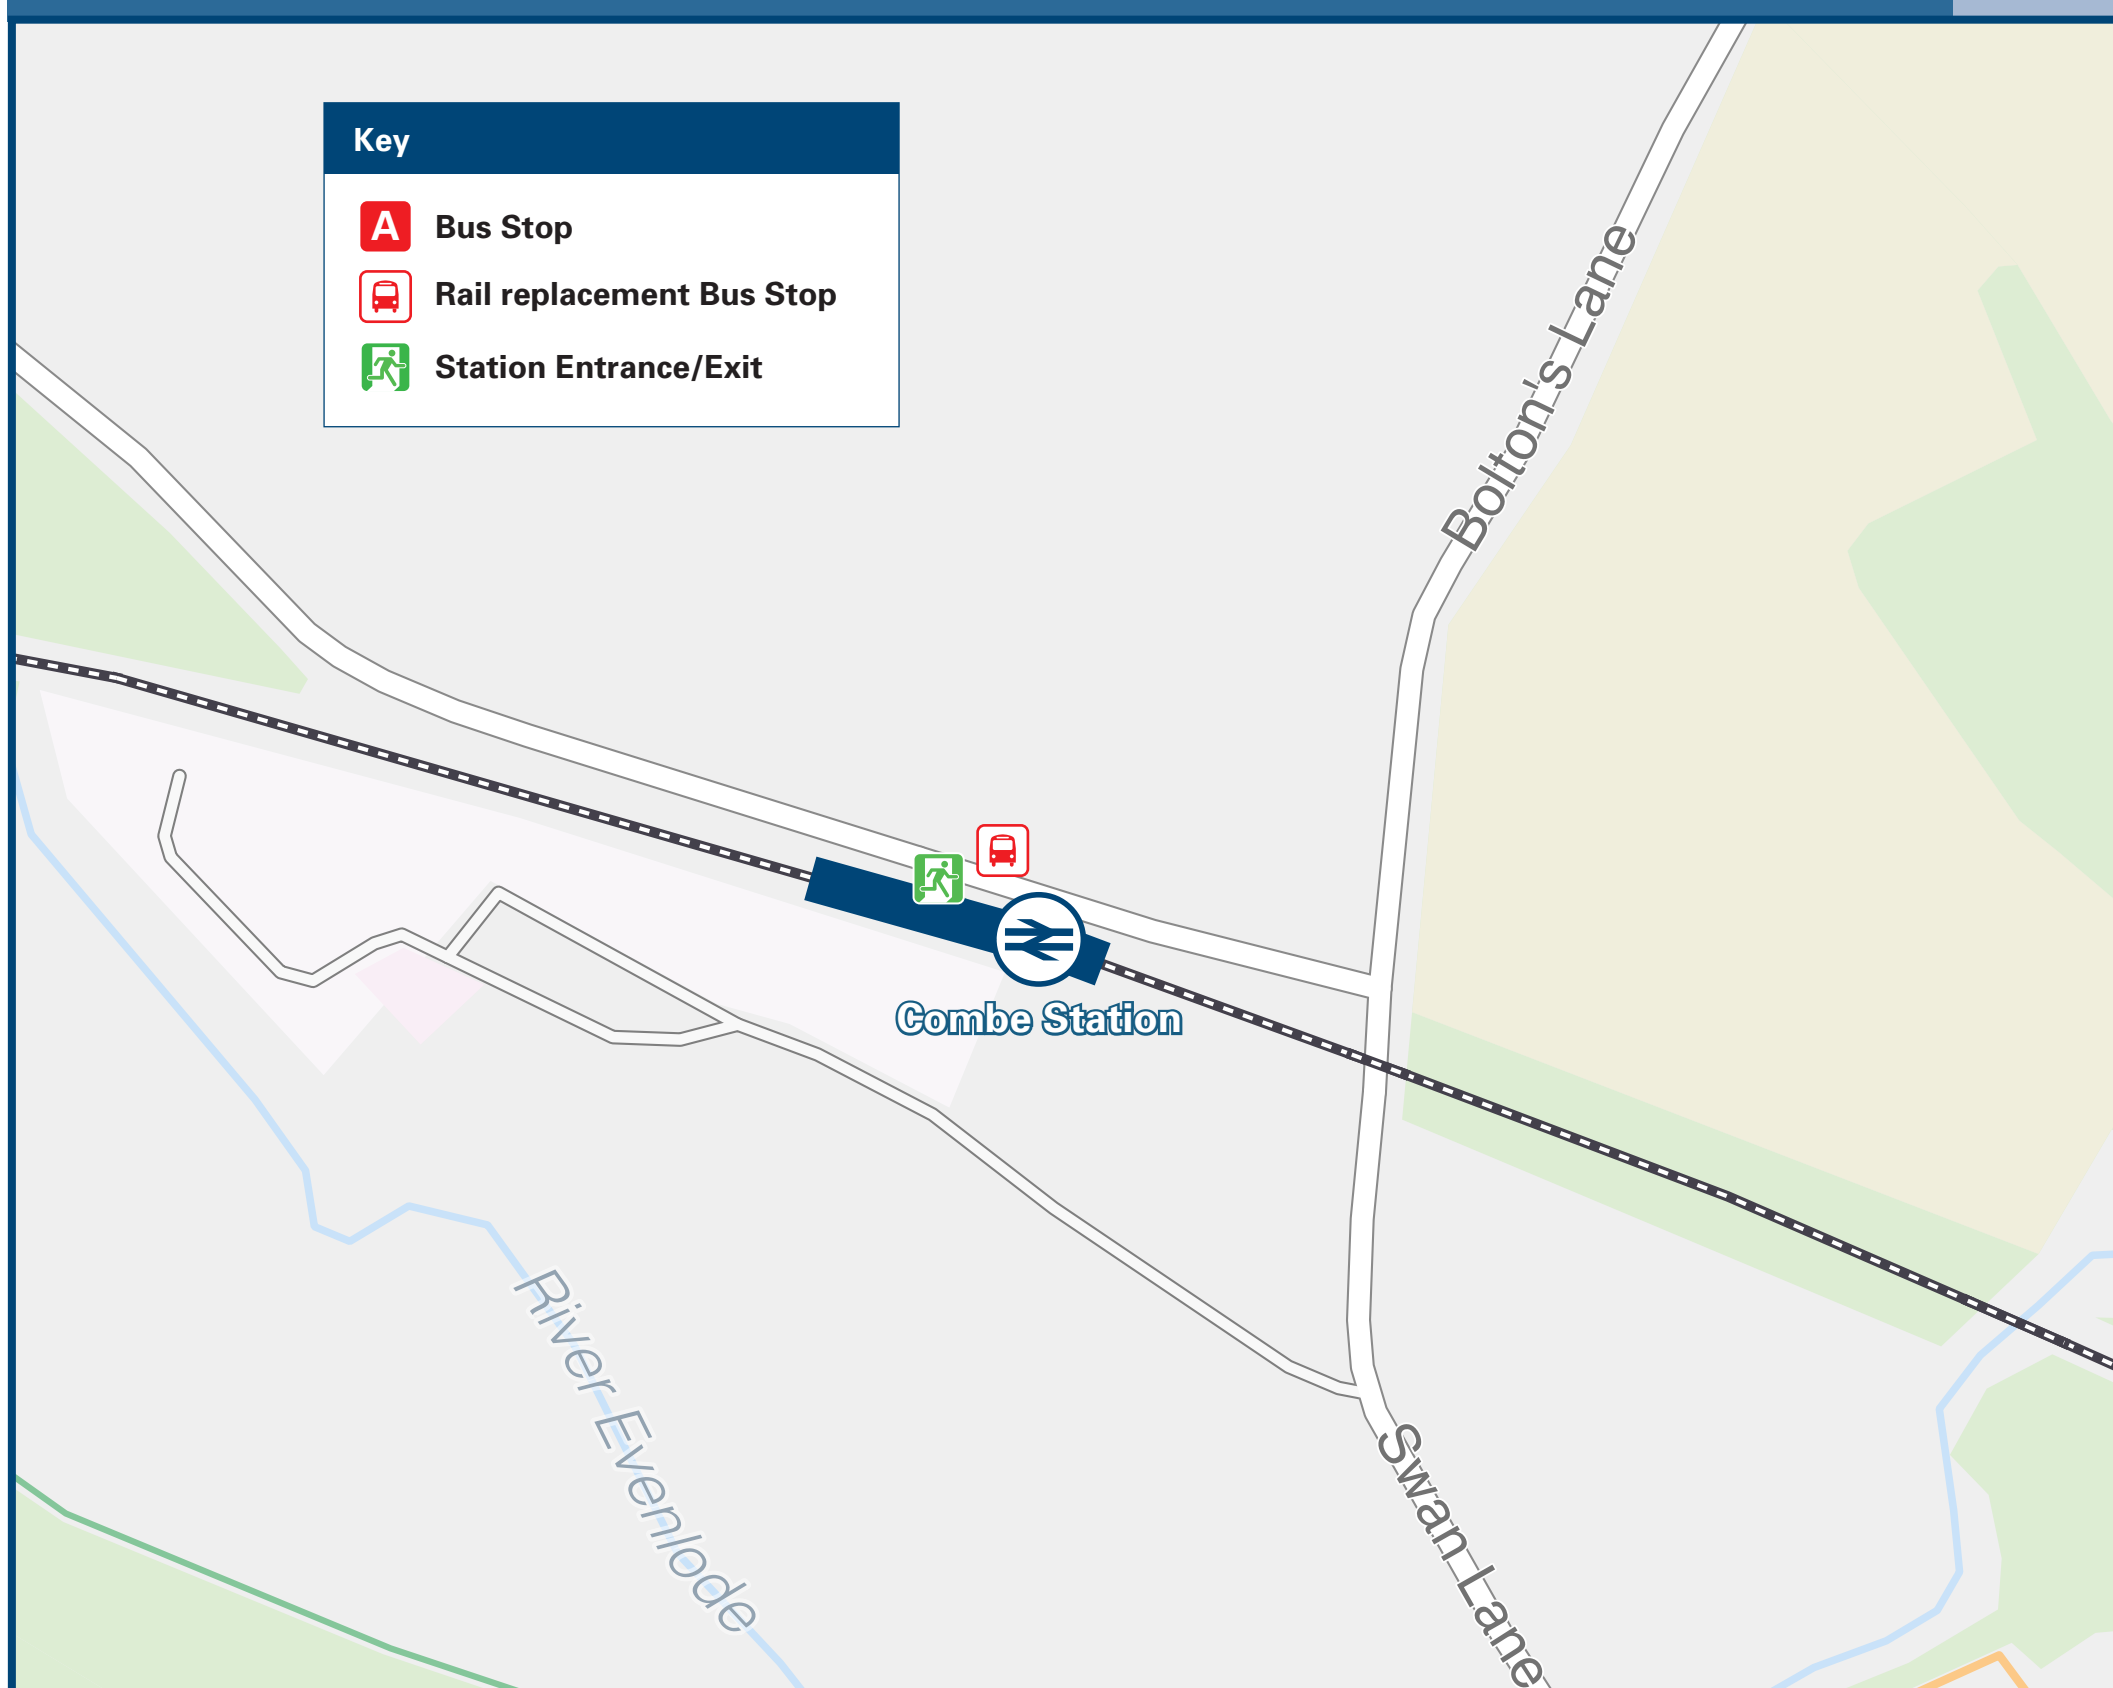 Key
A
Bus Stop
Rail replacement Bus Stop
Station Entrance/Exit
Bolton's Lane
Combe Station
River Evenlode
Swan Lane